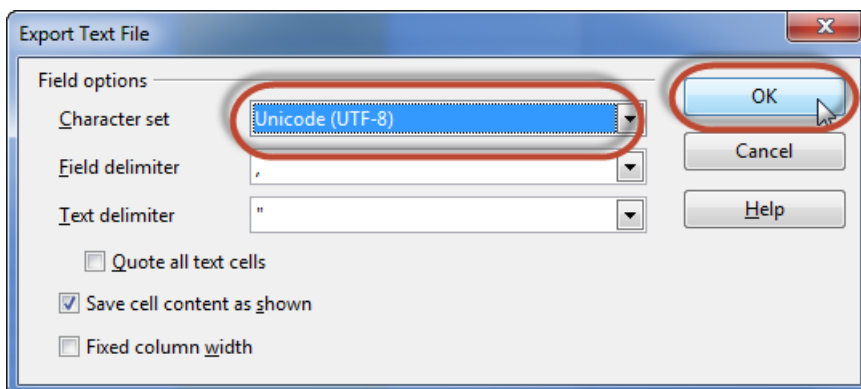 Export Text File
Field options
Character set
Unicode (UTF-8)
OK
Field delimiter
,
Cancel
Text delimiter
"
Help
Quote all text cells
Save cell content as shown
Fixed column width